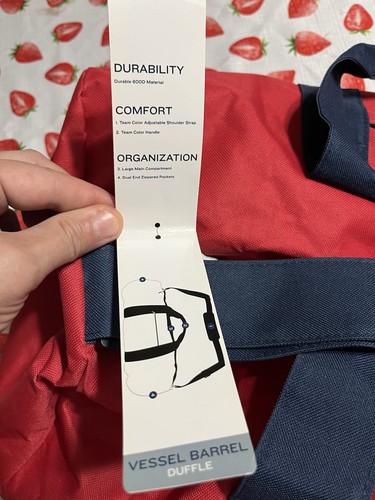 DURABILITY
Durable 600D Material
COMFORT
1. Team Color Adjustable Shoulder Strap
2. Team Color Handle
ORGANIZATION
3. Large Main Compartment
4. Dual End Zippered Pockets
VESSEL BARREL
DUFFLE